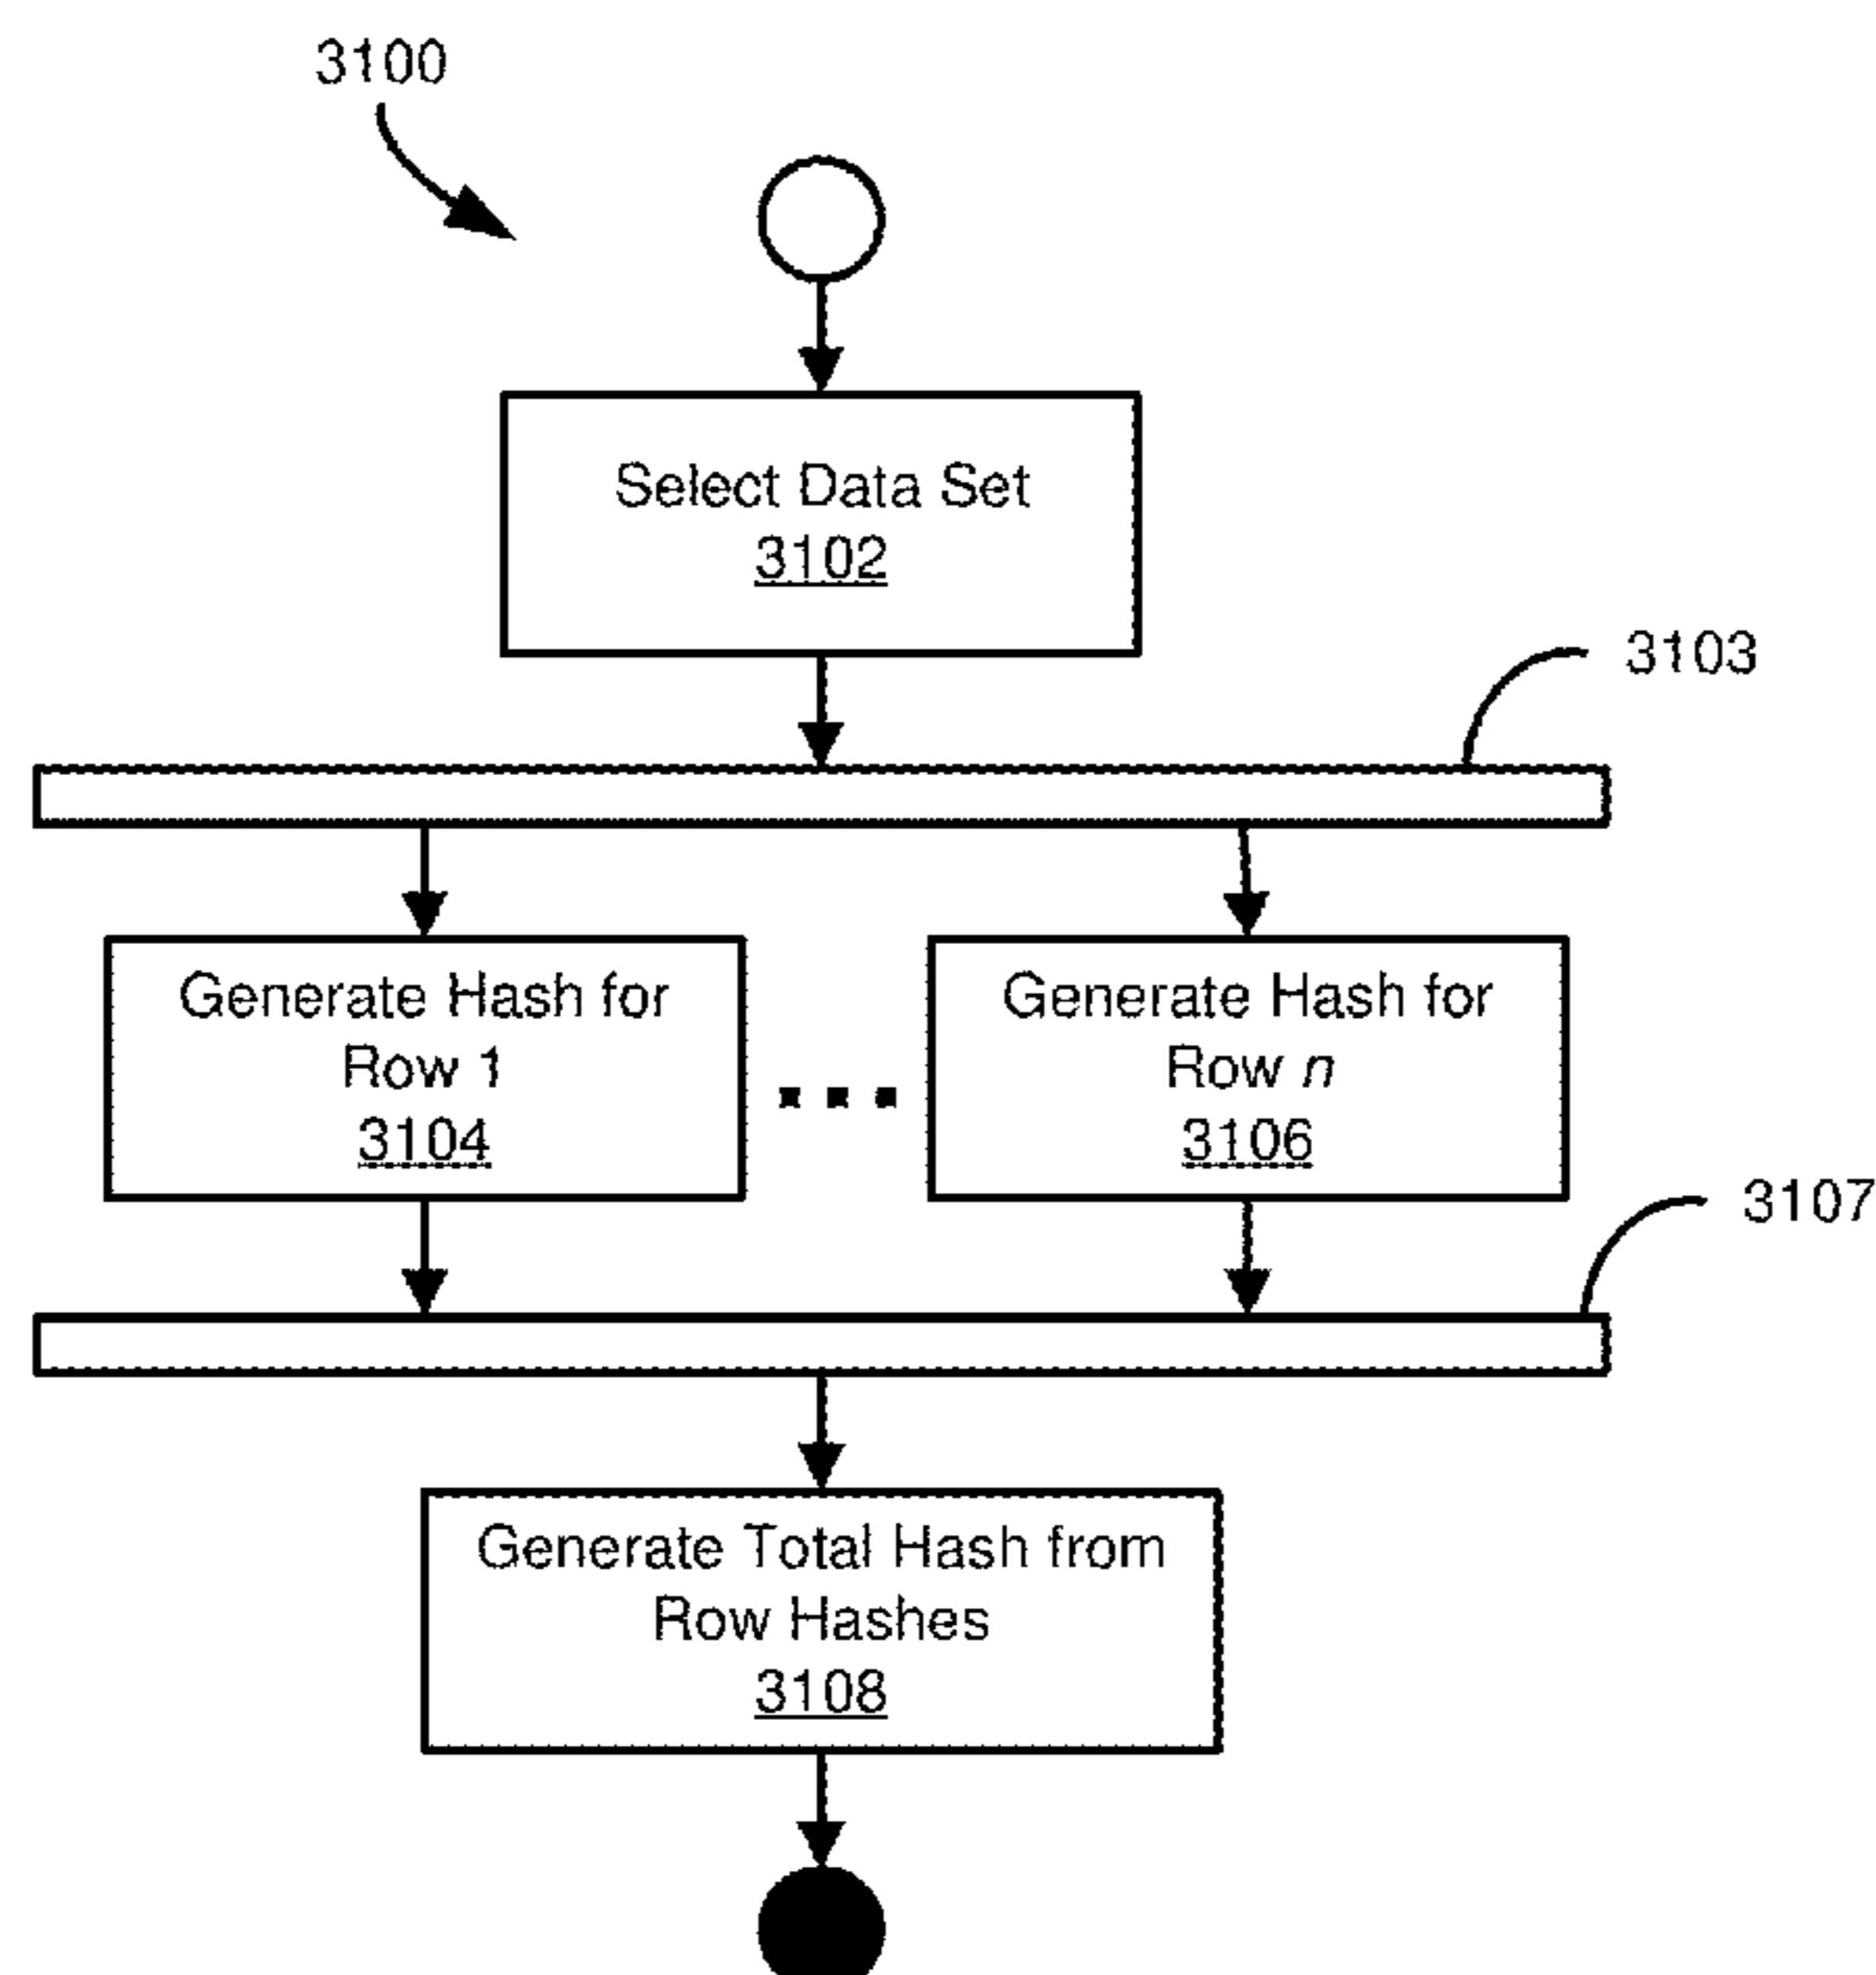 3100
Select Data Set
3102
3103
Generate Hash for
Row 1
3104
Generate Hash for
Row n
3106
3107
Generate Total Hash from
Row Hashes
3108